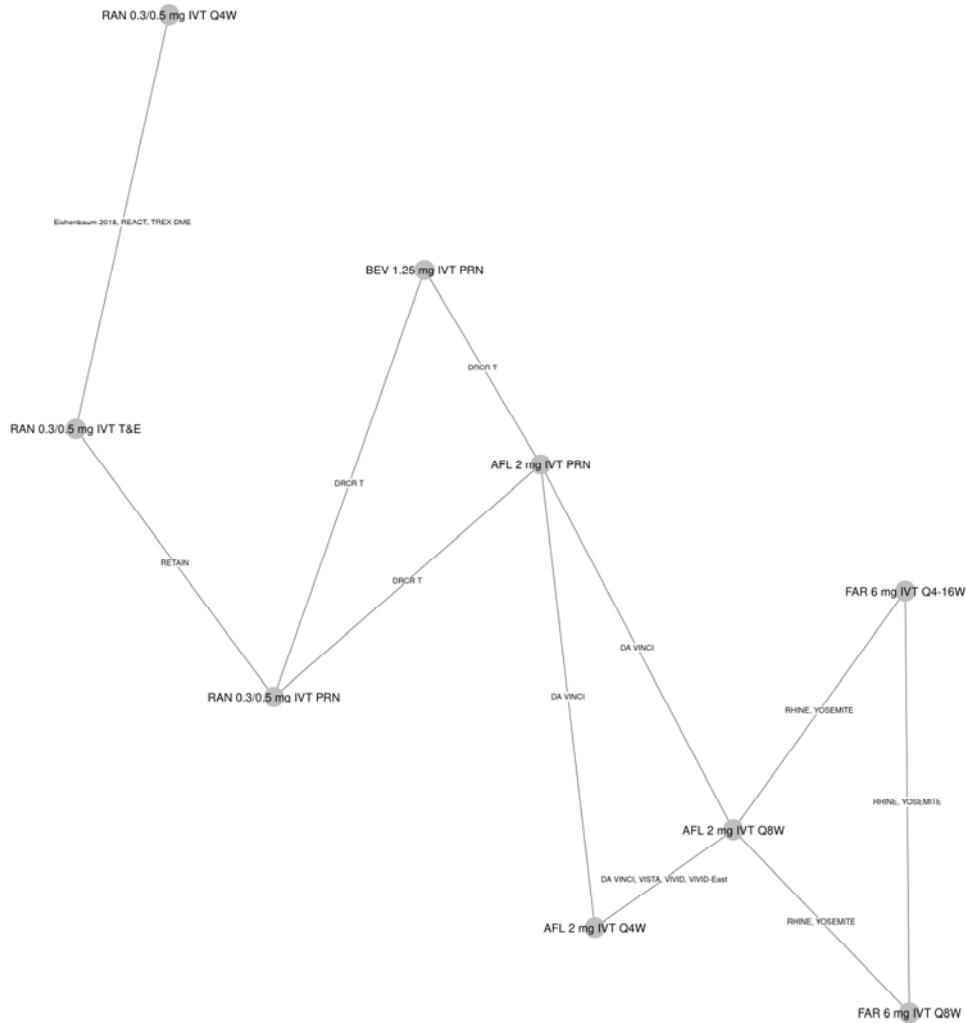 RAN 0.3/0.5 mg IVT Q4W
Eichenbaum 2018, REACT, TREX-DME
BEV 1.25 mg IVT PRN
DRCR T
RAN 0.3/0.5 mg IVT T&E
AFL 2 mg IVT PRN
DRCR T
RETAIN
DRCR T
FAR 6 mg IVT Q4-16W
DA VINCI
RAN 0.3/0.5 mg IVT PRN
DA VINCI
RHINE, YOSEMITE
RHINE, YOSEMITE
AFL 2 mg IVT Q8W
DA VINCI, VISTA, VIVID, VIVID-East
RHINE, YOSEMITE
AFL 2 mg IVT Q4W
FAR 6 mg IVT Q8W